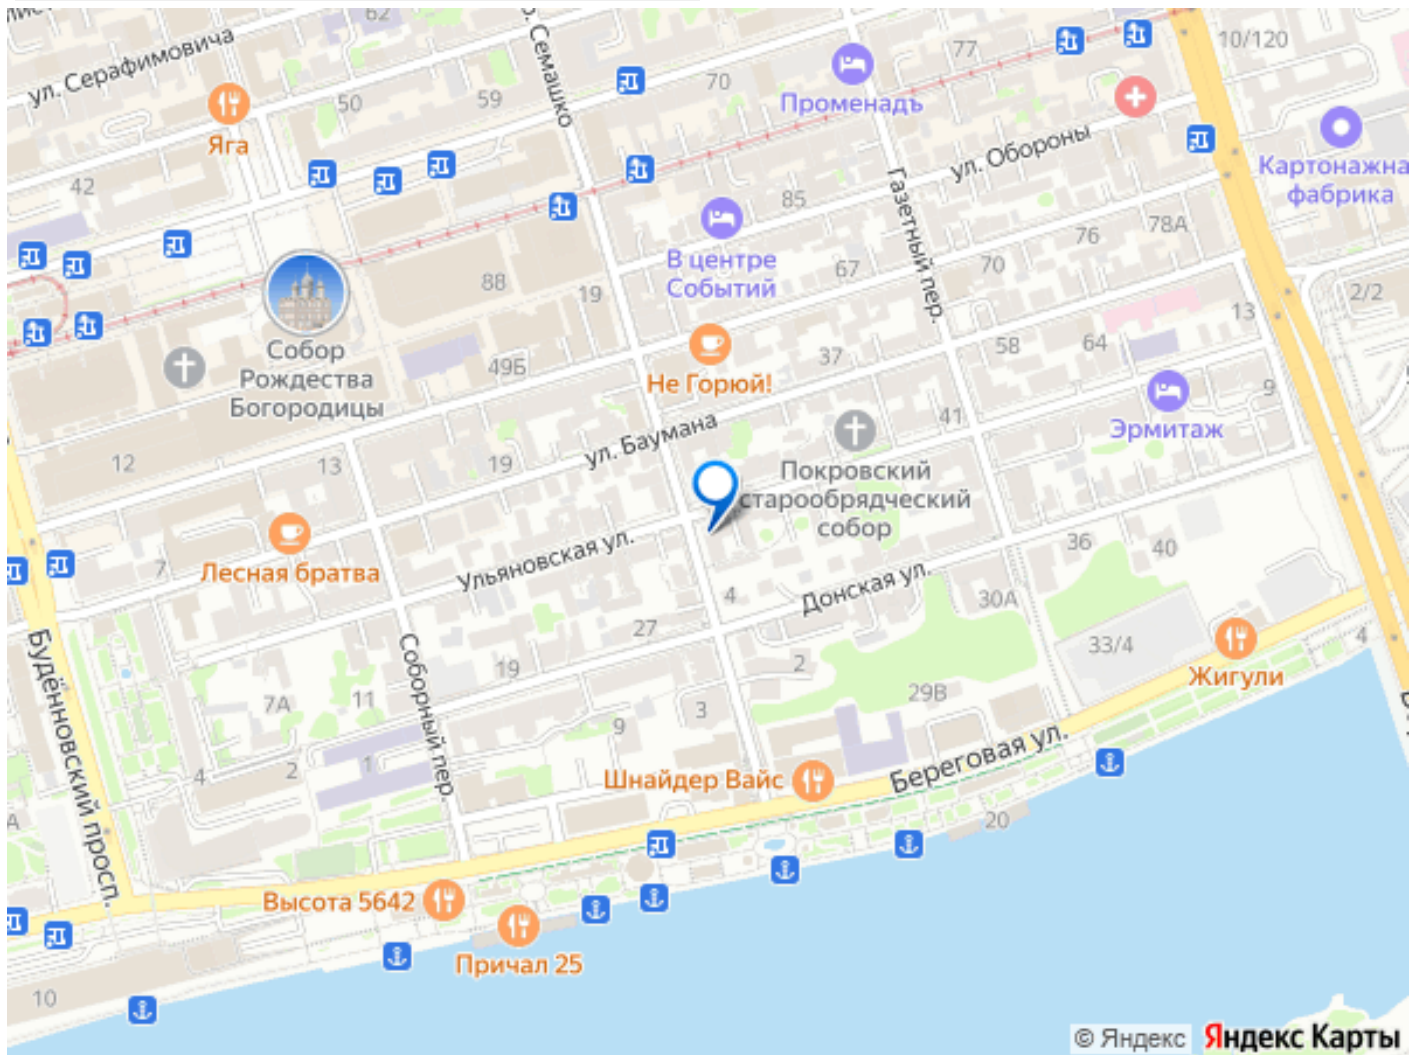 ул. Серафимовича
62
р. Семашко
70
77
10/120
Променадъ
50
59
Яга
ул. Обороны
Картонажна
фабрика
42
85
Газетный пер.
78А
76
В центре
Событий
67
70
88
19
2/2
13
Собор
Рождества
Богородицы
49Б
37
58
64
Не Горюй!
9
41
Эрмитаж
ул. Баумана
12
13
19
Покровский
старообрядческий
собор
Ульяновская ул.
7
Лесная братва
36
40
Донская ул.
4
30А
27
33/4
4
Будённовский просп.
Соборный пер.
19
2
Жигули
7А
11
29В
3
9
4
2
1
Береговая ул.
Шнайдер Вайс
20
Высота 5642
Причал 25
10
© Яндекс
Яндекс Карты